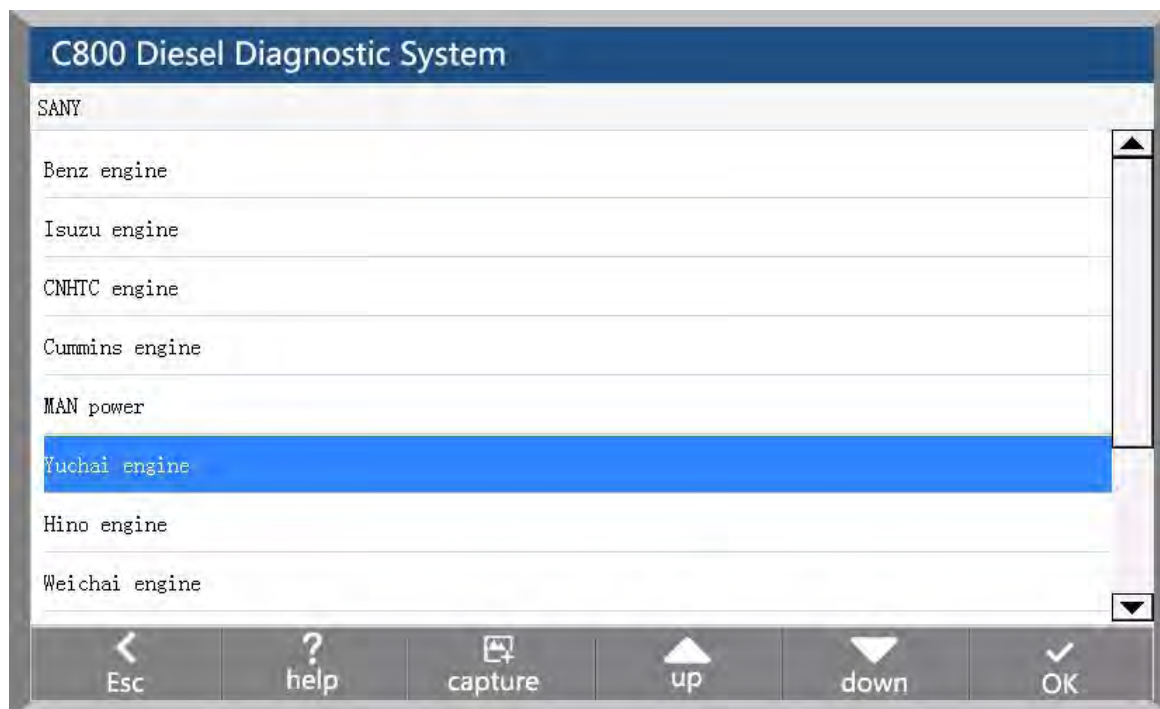 C800 Diesel Diagnostic System
SANY
Benz engine
Isuzu engine
CNHTC engine
Cummins engine
MAN power
Yuchai engine
Hino engine
Weichai engine
Esc
help
capture
up
down
OK